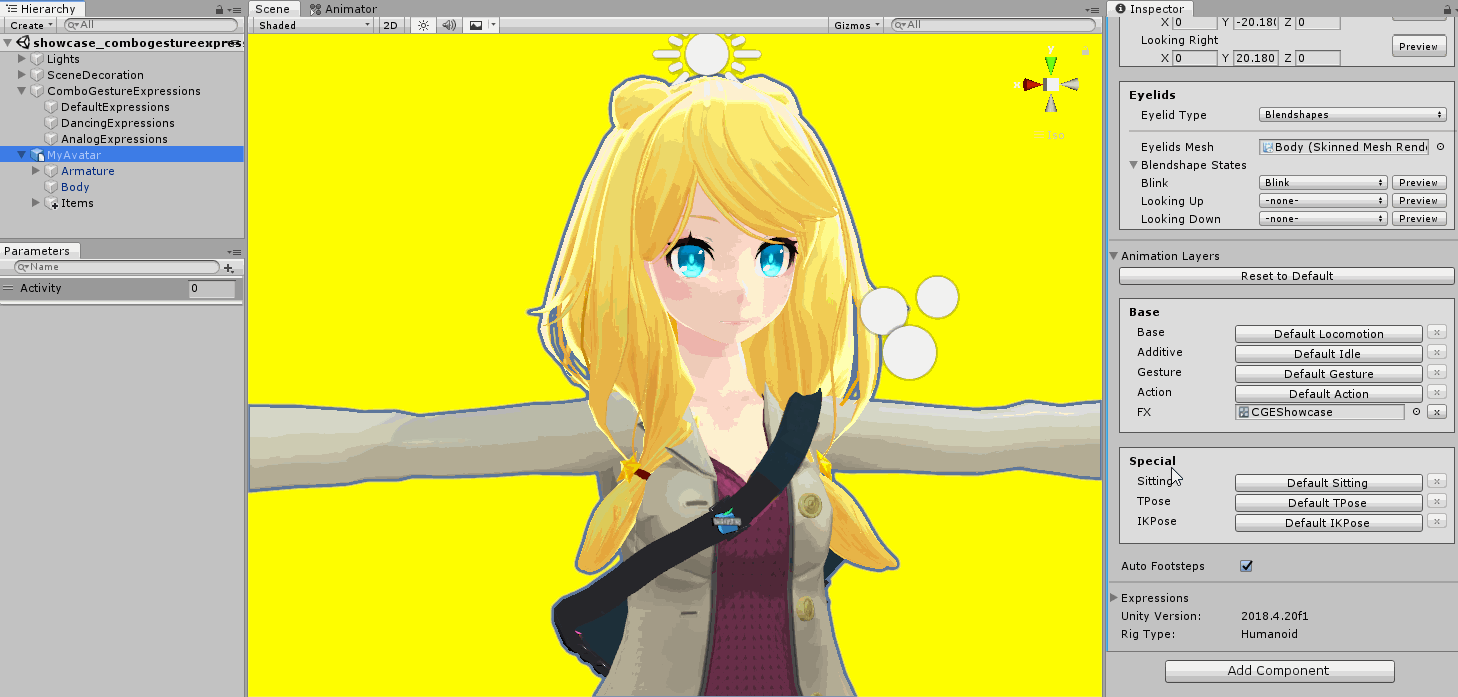 Hierarchy
Create
All
showcase_combogestureexpres
Lights
SceneDecoration
ComboGestureExpressions
DefaultExpressions
DancingExpressions
AnalogExpressions
MyAvatar
Armature
Body
Items
Parameters
Name
Activity 0
Scene Animator
Shaded 2D Gizmos All
Y
X
Iso
Inspector
X 0 Y -20.180 Z 0
Looking Right
Preview
X 0 Y 20.180 Z 0
Eyelids
Eyelid Type Blendshapes
Eyelids Mesh Body (Skinned Mesh Rende
Blendshape States
Blink Blink Preview
Looking Up -none- Preview
Looking Down -none- Preview
Animation Layers
Reset to Default
Base
Base Default Locomotion
Additive Default Idle
Gesture Default Gesture
Action Default Action
FX CGEShowcase
Special
Sitting Default Sitting
TPose Default TPose
IKPose Default IKPose
Auto Footsteps
Expressions
Unity Version: 2018.4.20f1
Rig Type: Humanoid
Add Component